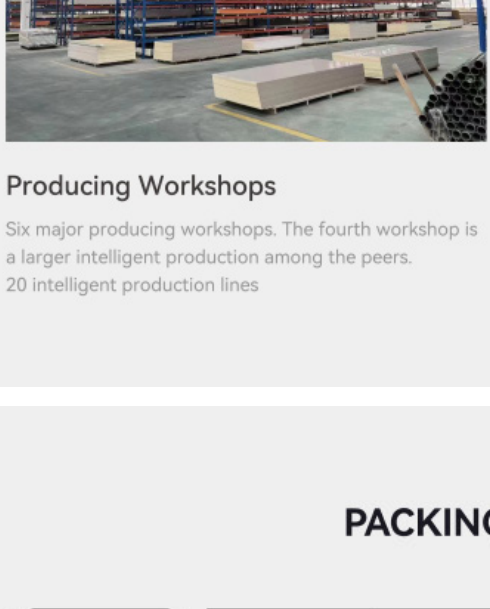 Producing Workshops
Six major producing workshops. The fourth workshop is
a larger intelligent production among the peers.
20 intelligent production lines
PACKIN